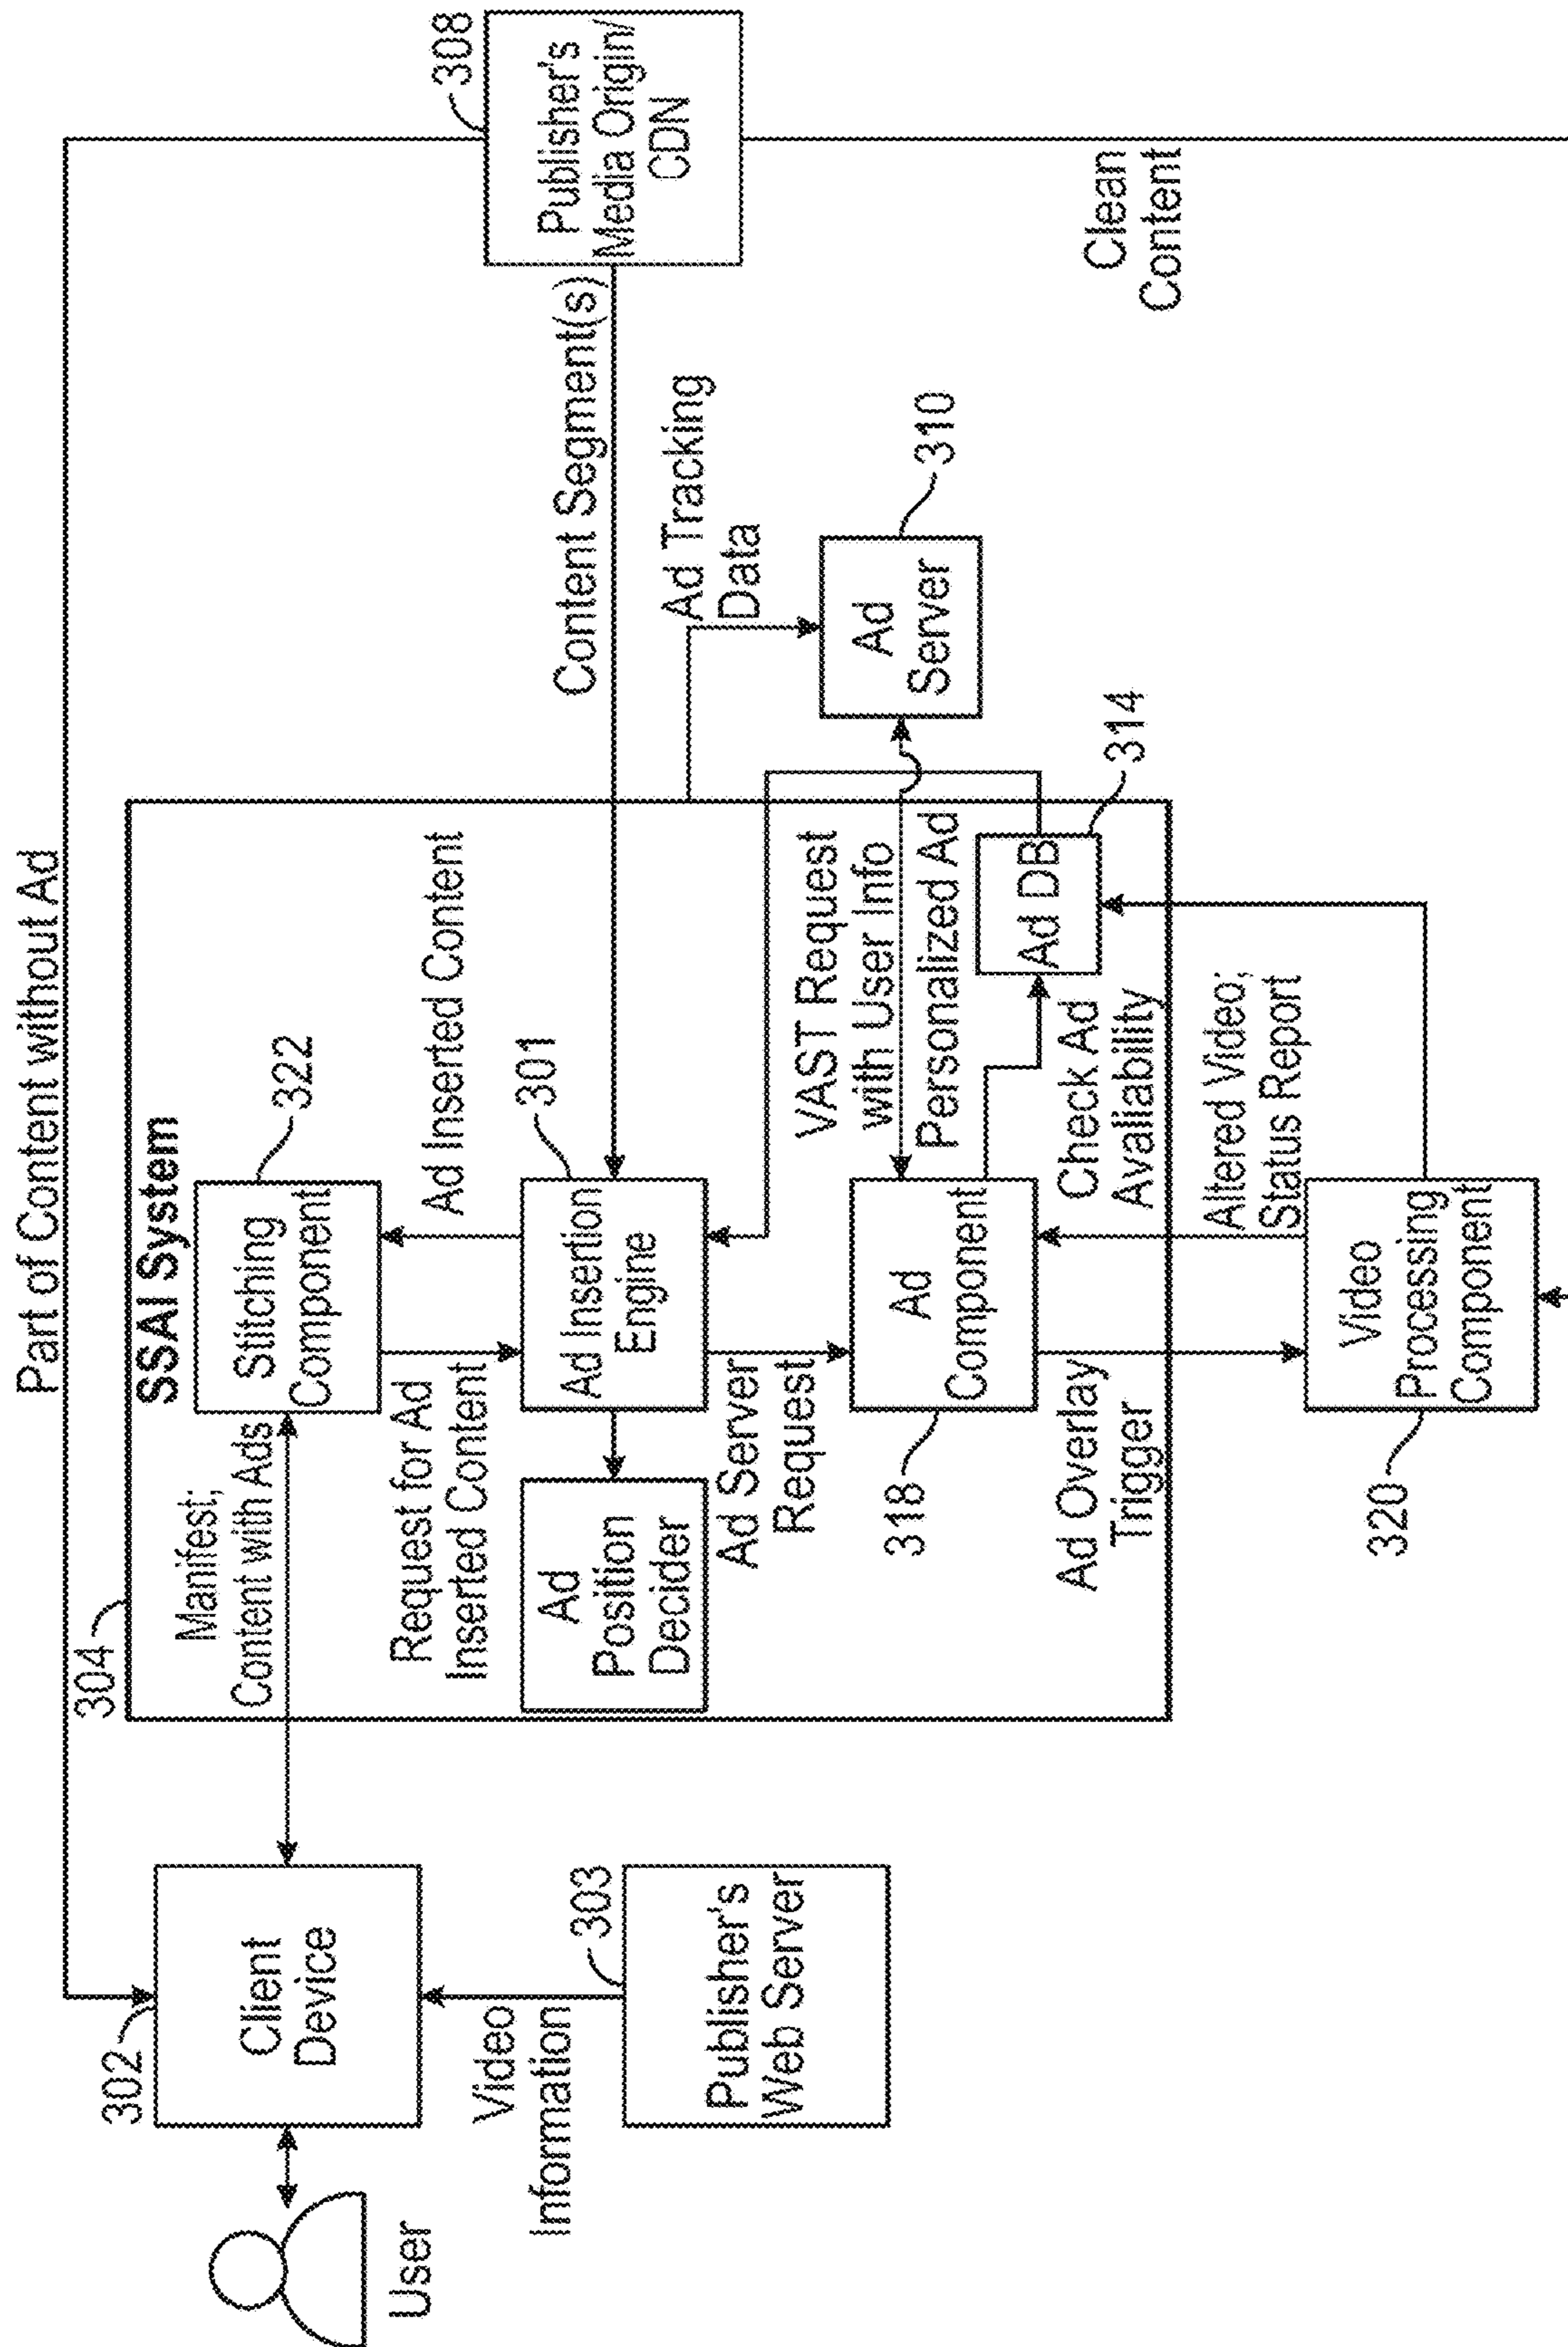 Part of Content without Ad
304
SSAI System
302
Client
Device
User
Manifest;
Content with Ads
Stitching
Component
322
308
Publisher's
Media Origin/
CDN
Video
Information
303
Publisher's
Web Server
Request for Ad
Inserted Content
Ad Inserted Content
Ad Insertion
Engine
301
Content Segment(s)
Ad
Position
Decider
Ad Server
Request
Ad Tracking
Data
VAST Request
with User Info
Personalized Ad
Ad
Server
310
Ad
Component
318
Ad DB
314
Check Ad
Avaliability
Ad Overlay
Trigger
Altered Video;
Status Report
Video
Processing
Component
320
Clean
Content